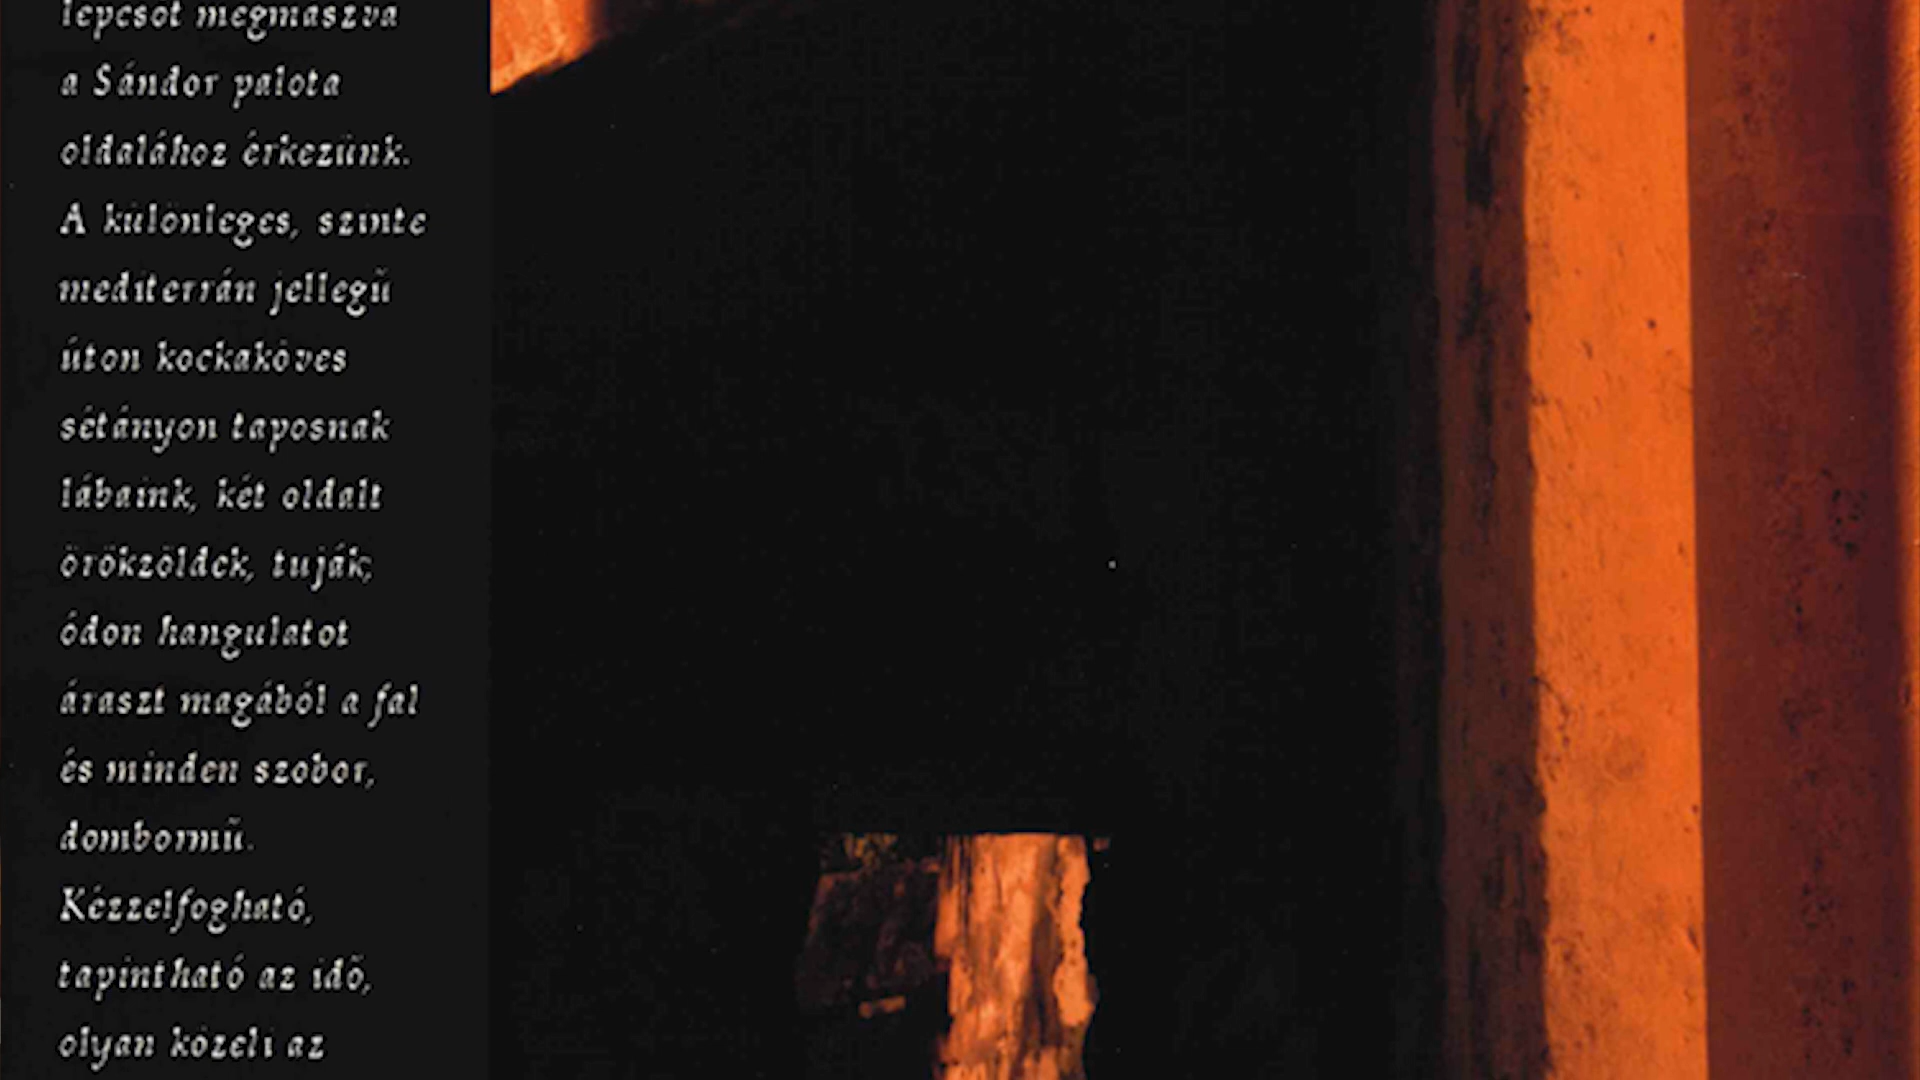 lépcsőt megmászva
a Sándor palota
oldalához érkezünk.
A különleges, szinte
mediterrán jellegű
úton kockaköves
sétányon taposnak
lábaink, két oldalt
örökzöldek, tuják,
ódon hangulatot
áraszt magából a fal
és minden szobor,
dombormű.
Kézzelfogható,
tapintható az idő,
olyan közeli az